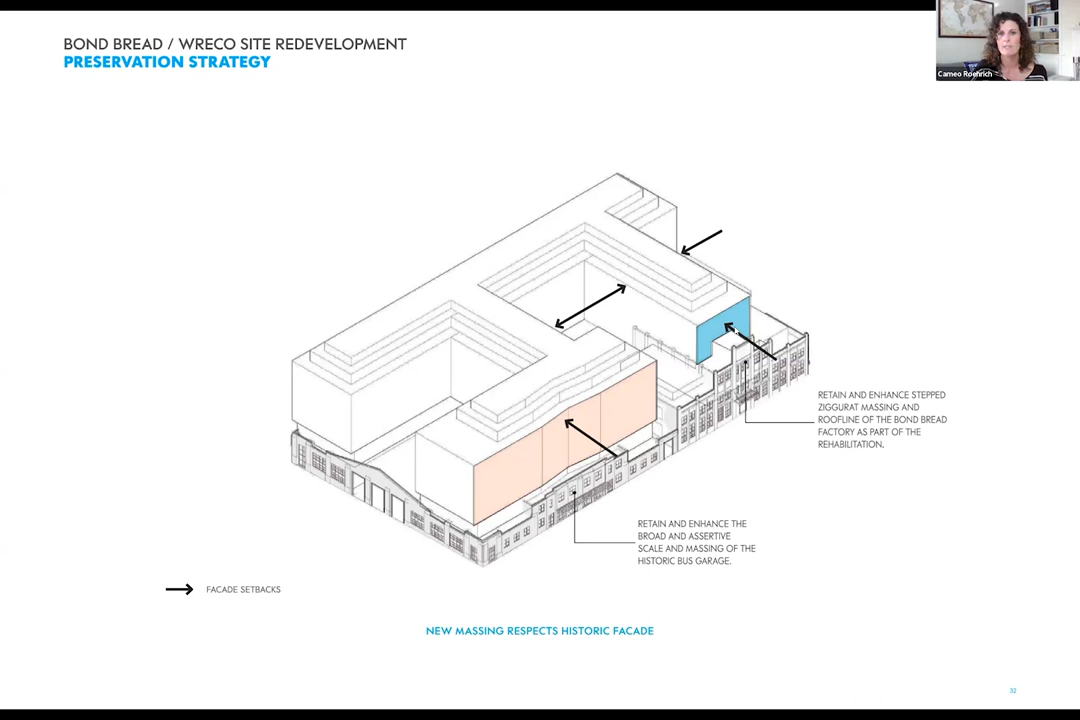 BOND BREAD / WRECO SITE REDEVELOPMENT
PRESERVATION STRATEGY
Cameo Roehrich
RETAIN AND ENHANCE STEPPED
ZIGGURAT MASSING AND
ROOFLINE OF THE BOND BREAD
FACTORY AS PART OF THE
REHABILITATION.
RETAIN AND ENHANCE THE
BROAD AND ASSERTIVE
SCALE AND MASSING OF THE
HISTORIC BUS GARAGE.
FACADE SETBACKS
NEW MASSING RESPECTS HISTORIC FACADE
32